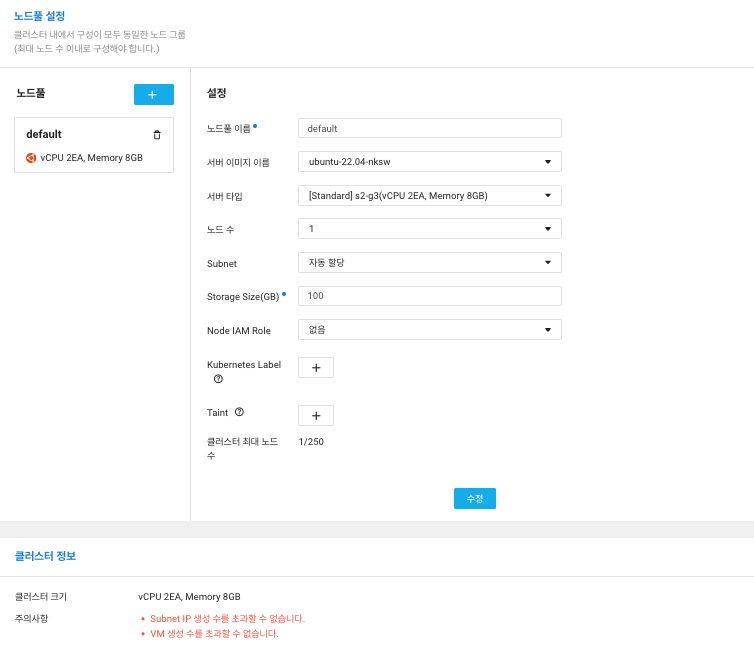 노드풀 설정
클러스터 내에서 구성이 모두 동일한 노드 그룹
(최대 노드 수 이내로 구성해야 합니다.)
노드풀
+
default
vCPU 2EA, Memory 8GB
설정
노드풀 이름
default
서버 이미지 이름
ubuntu-22.04-nksw
서버 타입
[Standard] s2-g3(vCPU 2EA, Memory 8GB)
노드 수
1
Subnet
자동 할당
Storage Size(GB)
100
Node IAM Role
없음
Kubernetes Label
?
+
Taint ?
+
클러스터 최대 노드
수
1/250
수정
클러스터 정보
클러스터 크기
vCPU 2EA, Memory 8GB
주의사항
• Subnet IP 생성 수를 초과할 수 없습니다.
• VM 생성 수를 초과할 수 없습니다.